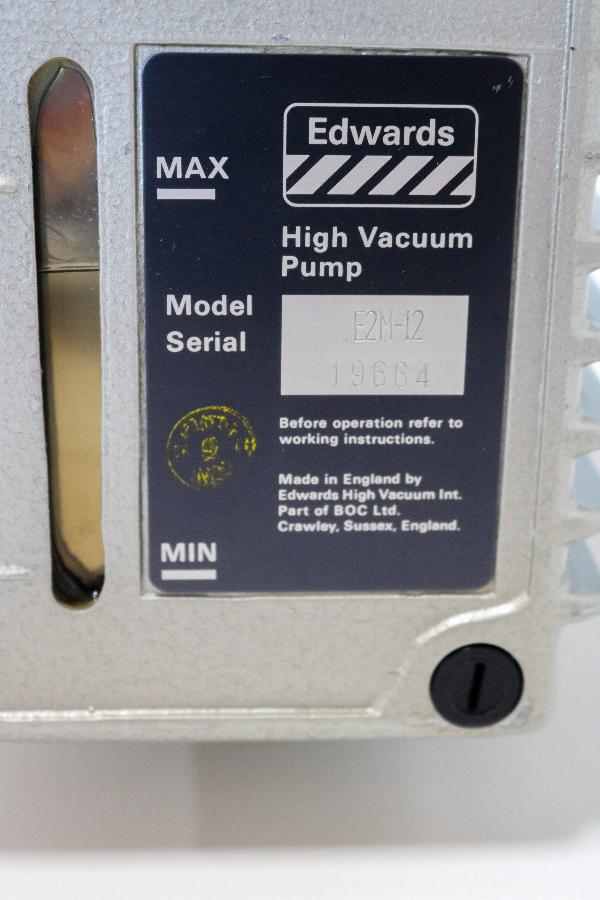 Edwards
MAX
High Vacuum
Pump
Model E2M-12
Serial 19664
Before operation refer to
working instructions.
Made in England by
Edwards High Vacuum Int.
Part of BOC Ltd.
Crawley, Sussex, England.
MIN